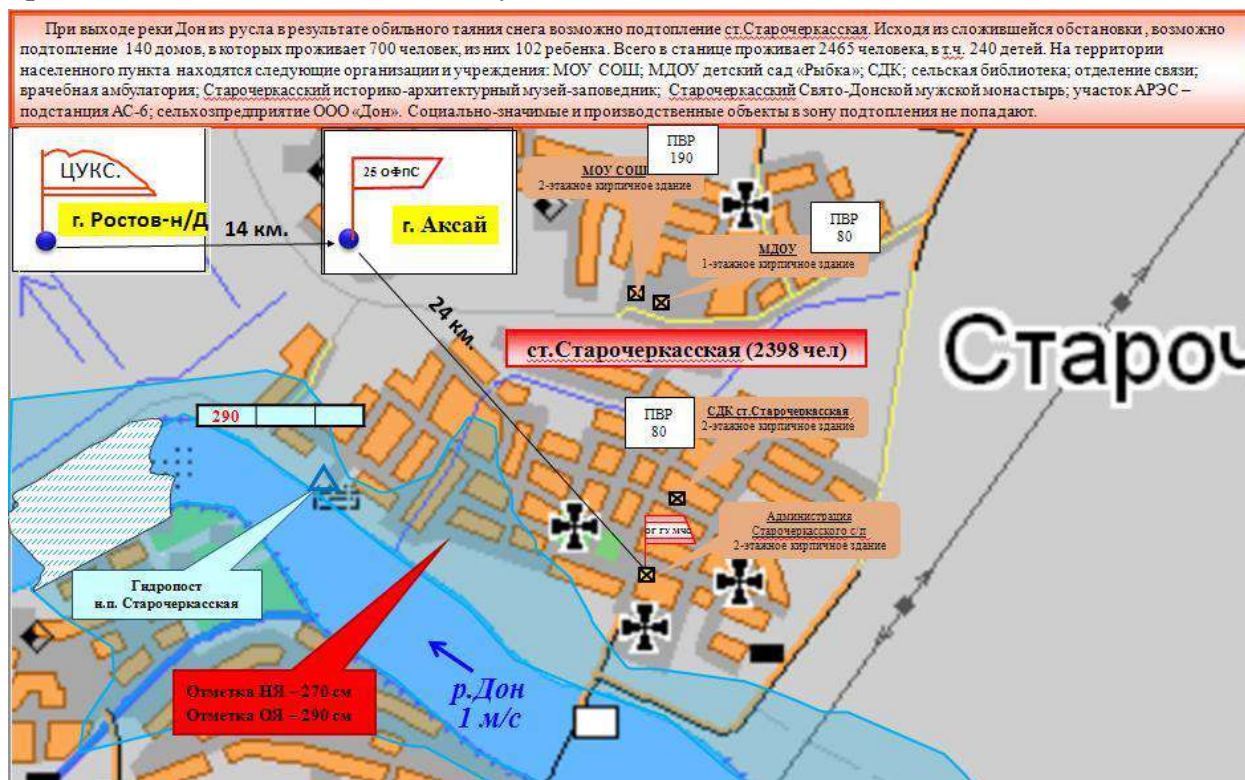 При выходе реки Дон из русла в результате обильного таяния снега возможно подтопление ст.Старочеркасская. Исходя из сложившейся обстановки, возможно
подтопление 140 домов, в которых проживает 700 человек, из них 102 ребенка. Всего в станице проживает 2465 человека, в т.ч. 240 детей. На территории
населенного пункта находятся следующие организации и учреждения: МОУ СОШ; МДОУ детский сад «Рыбка»; СДК; сельская библиотека; отделение связи;
врачебная амбулатория; Старочеркасский историко-архитектурный музей-заповедник; Старочеркасский Свято-Донской мужской монастырь; участок АРЭС –
подстанция АС-6; сельхозпредприятие ООО «Дон». Социально-значимые и производственные объекты в зону подтопления не попадают.
ЦУКС.
г. Ростов-н/Д
14 км.
25 ОФПС
г. Аксай
24 км.
ПВР
190
МОУ СОШ
2-этажное кирпичное здание
ПВР
80
МДОУ
1-этажное кирпичное здание
ст.Старочеркасская (2398 чел)
Староч
290
ПВР
80
СДК ст.Старочеркасская
2-этажное кирпичное здание
ОГ ГУ МЧС
Администрация
Старочеркасского с/п
2-этажное кирпичное здание
Гидропост
н.п. Старочеркасская
Отметка НЯ – 270 см
Отметка ОЯ – 290 см
р.Дон
1 м/с